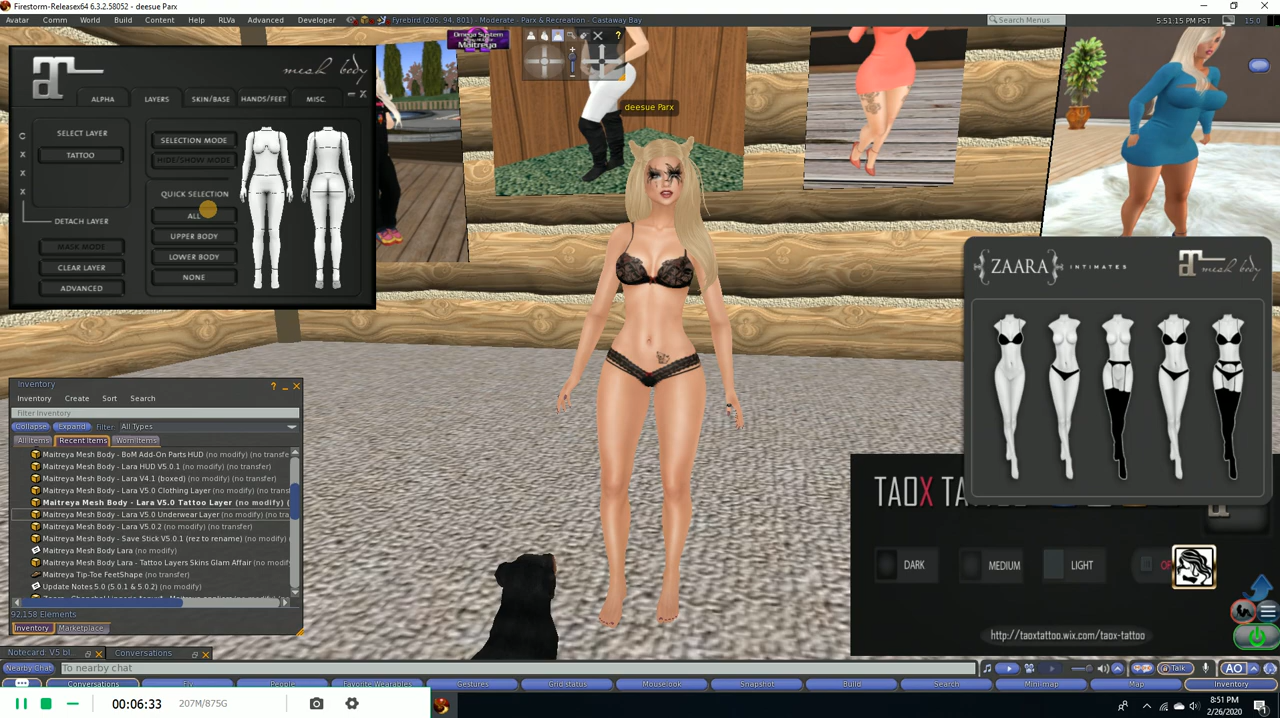 Firestorm-Releasex64 6.3.2.58052 - deesue Parx
Avatar Comm World Build Content Help RLVa Advanced Developer Fyrebird (206, 94, 801) - Moderate - Parx & Recreation - Castaway Bay Search Menus 5:51:15 PM PST 15.0
Omega System
Maitreya
?
mesh body
ALPHA LAYERS SKIN/BASE HANDS/FEET MISC. X
SELECT LAYER
TATTOO
X
X
X
DETACH LAYER
MASK MODE
CLEAR LAYER
ADVANCED
SELECTION MODE
HIDE/SHOW MODE
QUICK SELECTION
ALL
UPPER BODY
LOWER BODY
NONE
deesue Parx
{ZAARA} INTIMATES mesh body
Inventory ?
Inventory Create Sort Search
Filter Inventory
Collapse Expand Filter: All Types
All Items Recent Items Worn Items
Maitreya Mesh Body - BoM Add-On Parts HUD (no modify) (no transfe
Maitreya Mesh Body - Lara HUD V5.0.1 (no modify) (no transfer)
Maitreya Mesh Body - Lara V4.1 (boxed) (no modify) (no transfer)
Maitreya Mesh Body - Lara V5.0 Clothing Layer (no modify) (no trans
Maitreya Mesh Body - Lara V5.0 Tattoo Layer (no modify) (
Maitreya Mesh Body - Lara V5.0 Underwear Layer (no modify) (no tra
Maitreya Mesh Body - Lara V5.0.2 (no modify) (no transfer)
Maitreya Mesh Body - Save Stick V5.0.1 (rez to rename) (no modify)
Maitreya Mesh Body Lara (no modify)
Maitreya Mesh Body Lara - Tattoo Layers Skins Glam Affair (no modify)
Maitreya Tip-Toe FeetShape (no transfer)
Update Notes 5.0 (5.0.1 & 5.0.2) (no modify)
92,158 Elements
Inventory Marketplace
TAOX TA
DARK MEDIUM LIGHT
http://taoxtattoo.wix.com/taox-tattoo
Notecard: V5 bl... Conversations
Nearby Chat To nearby chat Talk AO
Conversations Fly People Favorite Wearables Gestures Grid status Mouselook Snapshot Build Search Mini-map Map Inventory
00:06:33 207M/875G
8:51 PM
2/26/2020